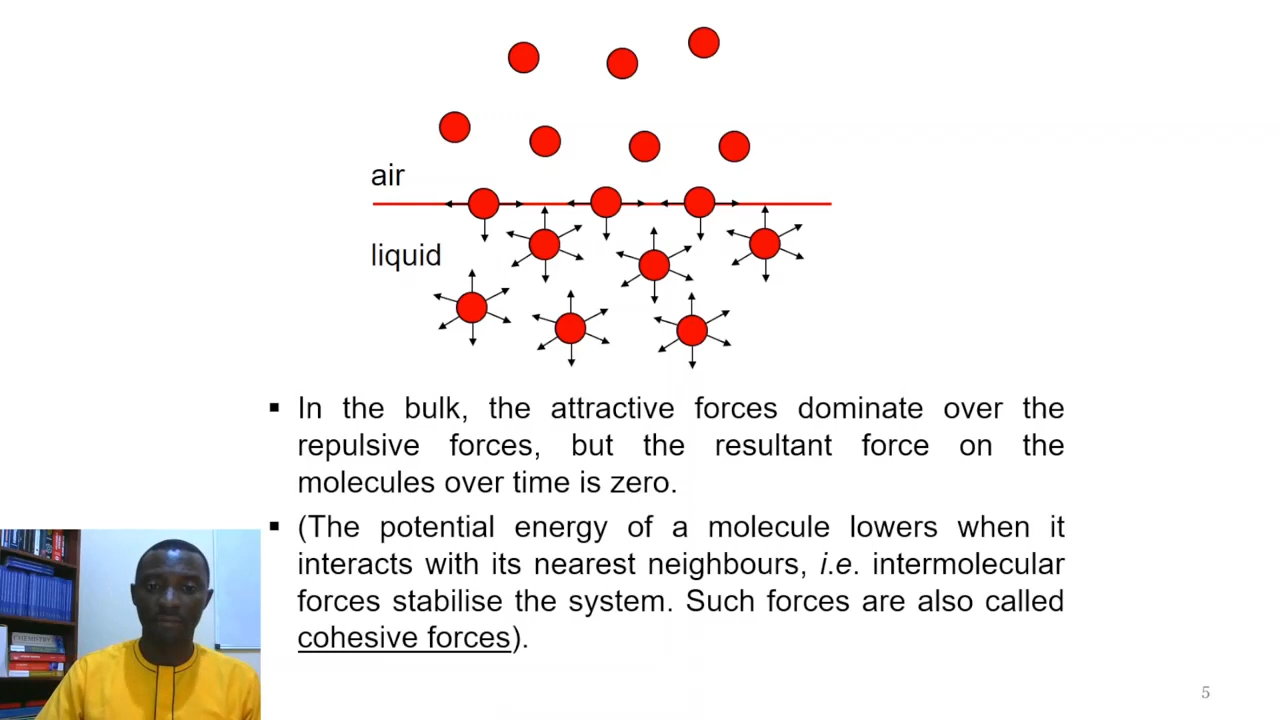 air
liquid
▪ In the bulk, the attractive forces dominate over the
repulsive forces, but the resultant force on the
molecules over time is zero.
▪ (The potential energy of a molecule lowers when it
interacts with its nearest neighbours, i.e. intermolecular
forces stabilise the system. Such forces are also called
cohesive forces).
CHEMISTRY
5